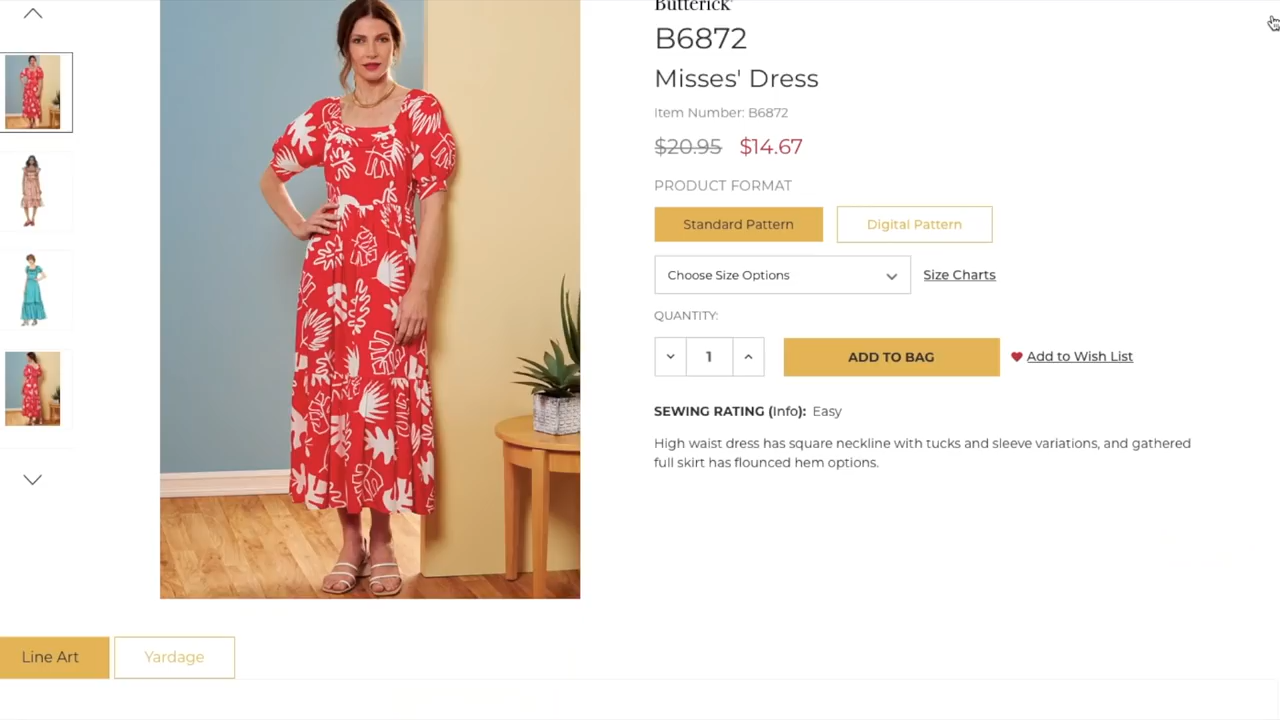 Butterick®
B6872
Misses' Dress
Item Number: B6872
$20.95 $14.67
PRODUCT FORMAT
Standard Pattern Digital Pattern
Choose Size Options Size Charts
QUANTITY:
1 ADD TO BAG Add to Wish List
SEWING RATING (Info): Easy
High waist dress has square neckline with tucks and sleeve variations, and gathered
full skirt has flounced hem options.
Line Art Yardage